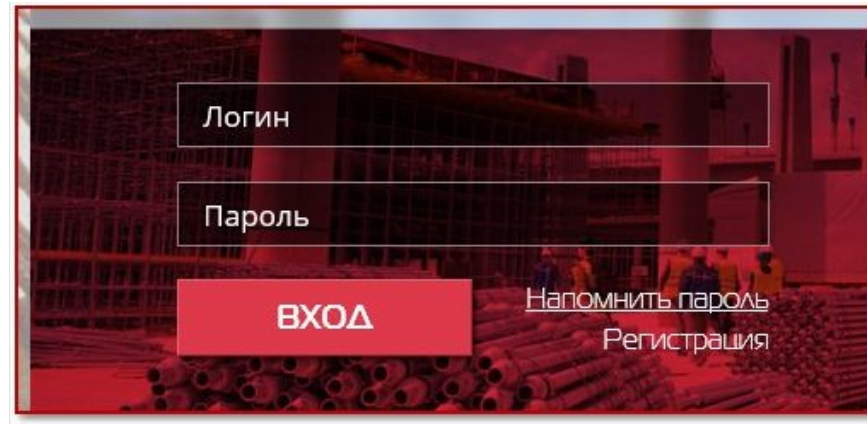 Логин
Пароль
ВХОД
Напомнить пароль
Регистрация